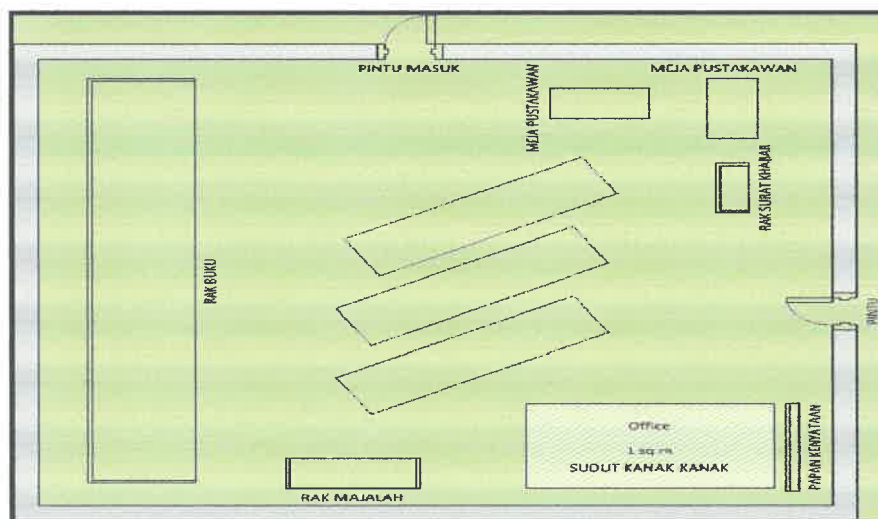 PINTU MASUK
MEJA PUSTAKAWAN
MEJA PUSTAKAWAN
RAK SURAT KHABAR
RAK BUKU
PINTU
Office
1 sq m
SUDUT KANAK KANAK
PAPAN KENYATAAN
RAK MAJALAH